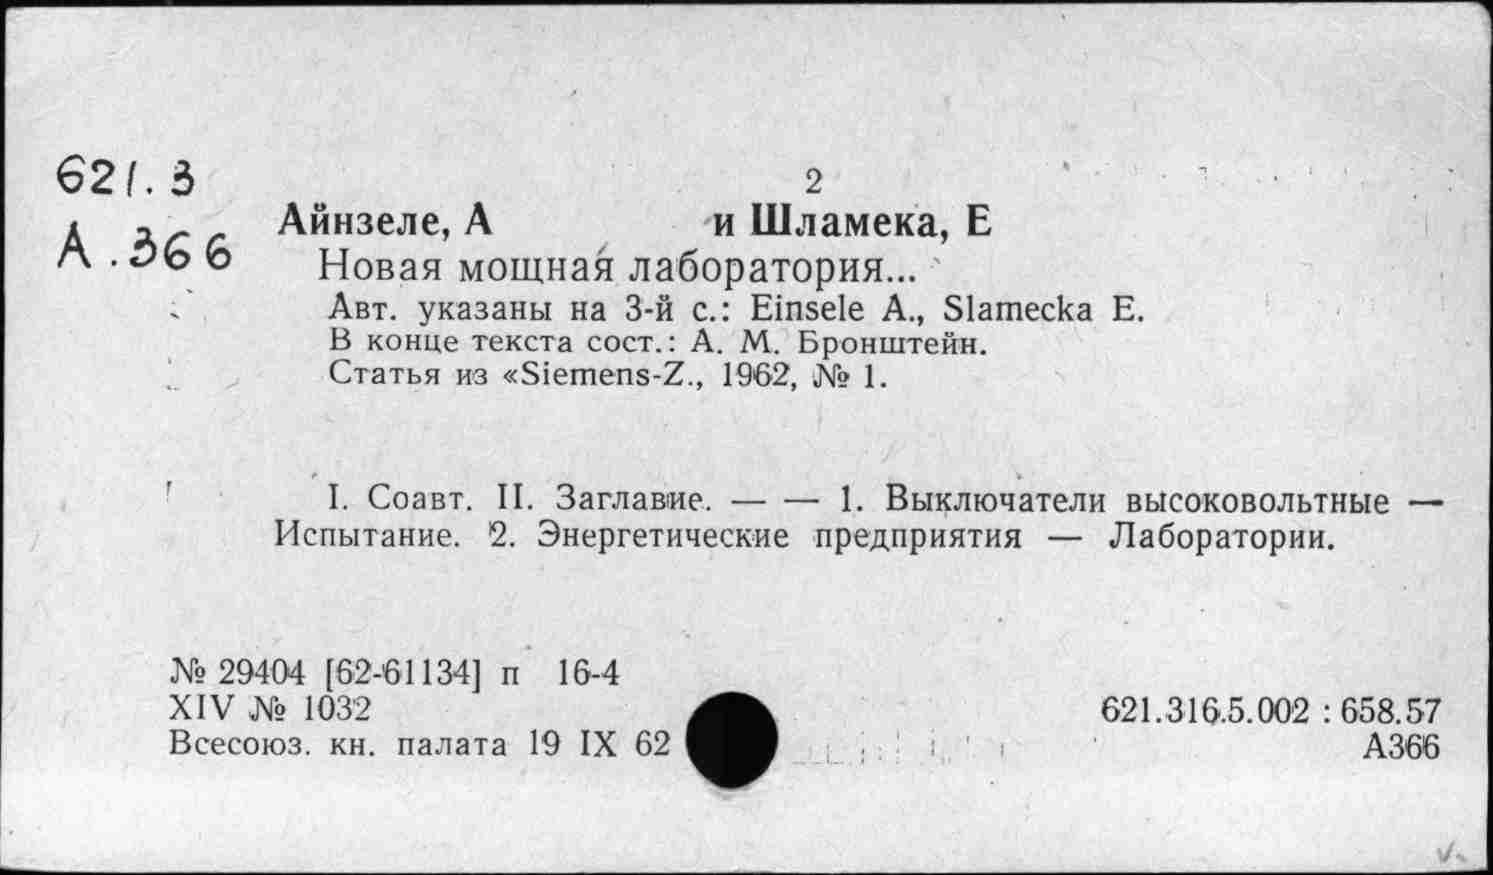 621.3
2
А.366
Айнзеле, А и Шламека, Е
Новая мощная лаборатория...
Авт. указаны на 3-й с.: Einsele A., Slamecka E.
В конце текста сост.: А. М. Бронштейн.
Статья из «Siemens-Z., 1962, № 1.
I. Соавт. II. Заглавие. — — 1. Выключатели высоковольтные —
Испытание. 2. Энергетические предприятия — Лаборатории.
№ 29404 [62-61134] п 16-4
XIV № 1032
621.316.5.002 : 658.57
Всесоюз. кн. палата 19 IX 62
А366